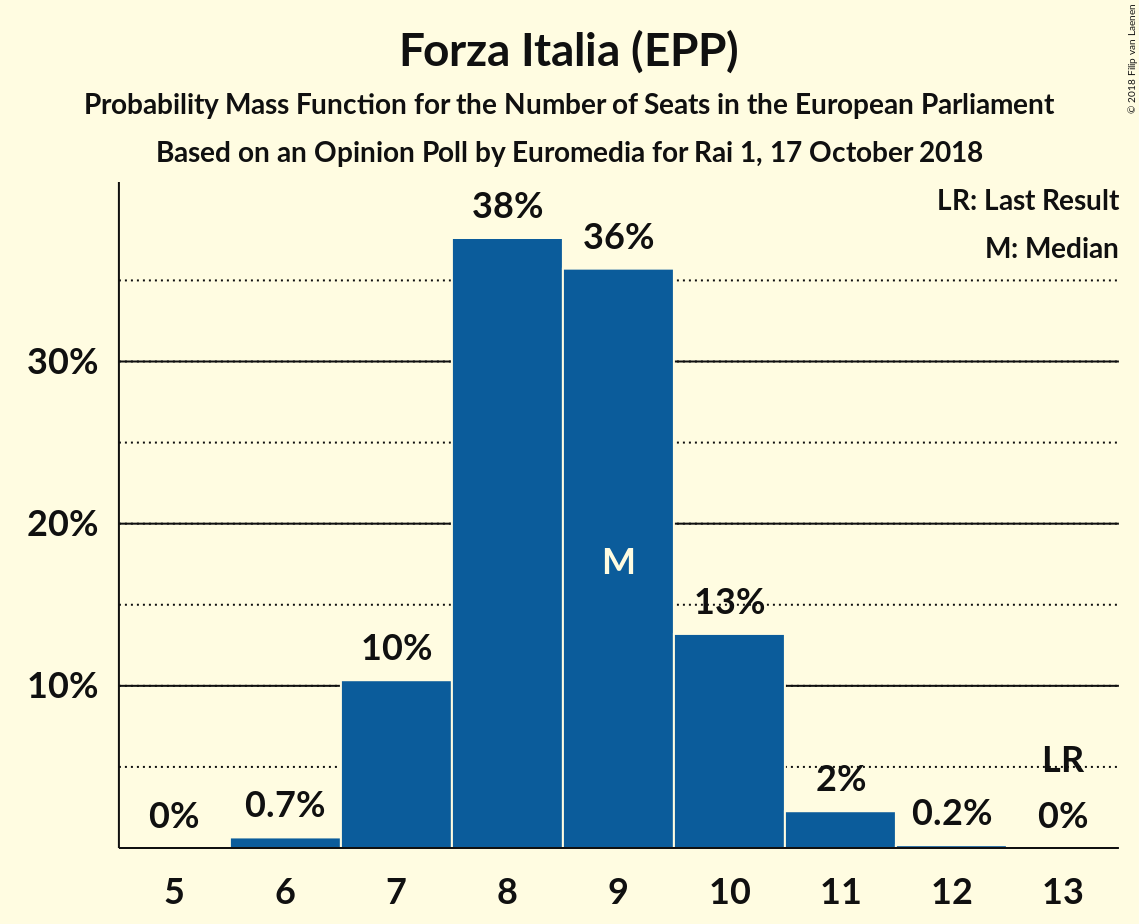 Forza Italia (EPP)
Probability Mass Function for the Number of Seats in the European Parliament
Based on an Opinion Poll by Euromedia for Rai 1, 17 October 2018
© 2018 Filip van Laenen
LR: Last Result
M: Median
38%
36%
30%
20%
M
13%
10%
10%
LR
2%
0%
0.7%
0.2%
0%
5 6 7 8 9 10 11 12 13